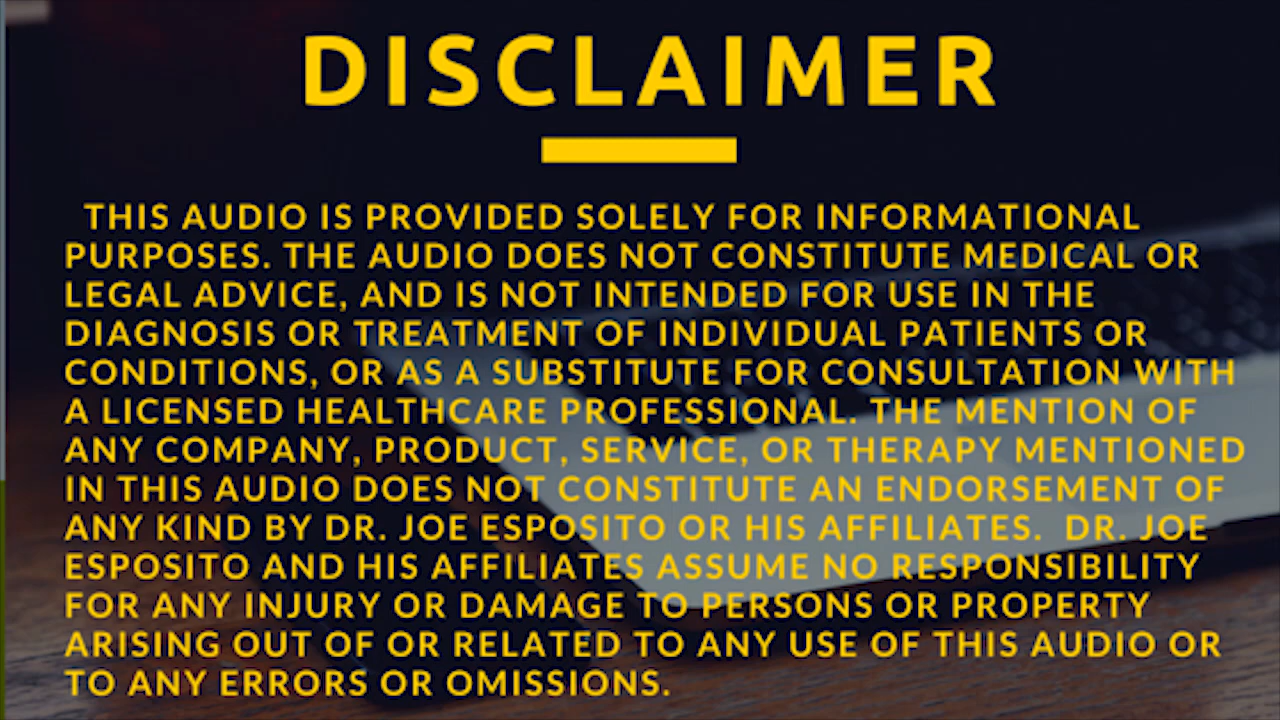 DISCLAIMER
THIS AUDIO IS PROVIDED SOLELY FOR INFORMATIONAL
PURPOSES. THE AUDIO DOES NOT CONSTITUTE MEDICAL OR
LEGAL ADVICE, AND IS NOT INTENDED FOR USE IN THE
DIAGNOSIS OR TREATMENT OF INDIVIDUAL PATIENTS OR
CONDITIONS, OR AS A SUBSTITUTE FOR CONSULTATION WITH
A LICENSED HEALTHCARE PROFESSIONAL. THE MENTION OF
ANY COMPANY, PRODUCT, SERVICE, OR THERAPY MENTIONED
IN THIS AUDIO DOES NOT CONSTITUTE AN ENDORSEMENT OF
ANY KIND BY DR. JOE ESPOSITO OR HIS AFFILIATES. DR. JOE
ESPOSITO AND HIS AFFILIATES ASSUME NO RESPONSIBILITY
FOR ANY INJURY OR DAMAGE TO PERSONS OR PROPERTY
ARISING OUT OF OR RELATED TO ANY USE OF THIS AUDIO OR
TO ANY ERRORS OR OMISSIONS.